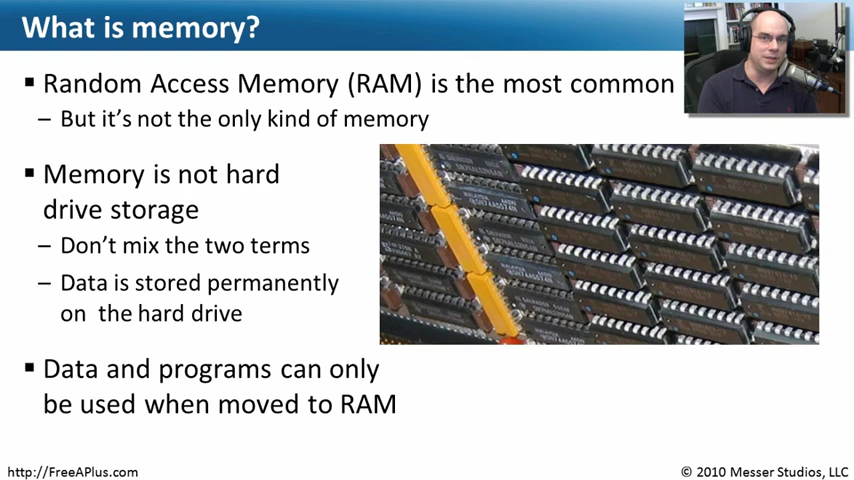 What is memory?
▪ Random Access Memory (RAM) is the most common
– But it's not the only kind of memory
▪ Memory is not hard
drive storage
– Don't mix the two terms
– Data is stored permanently
on the hard drive
▪ Data and programs can only
be used when moved to RAM
http://FreeAPlus.com
© 2010 Messer Studios, LLC